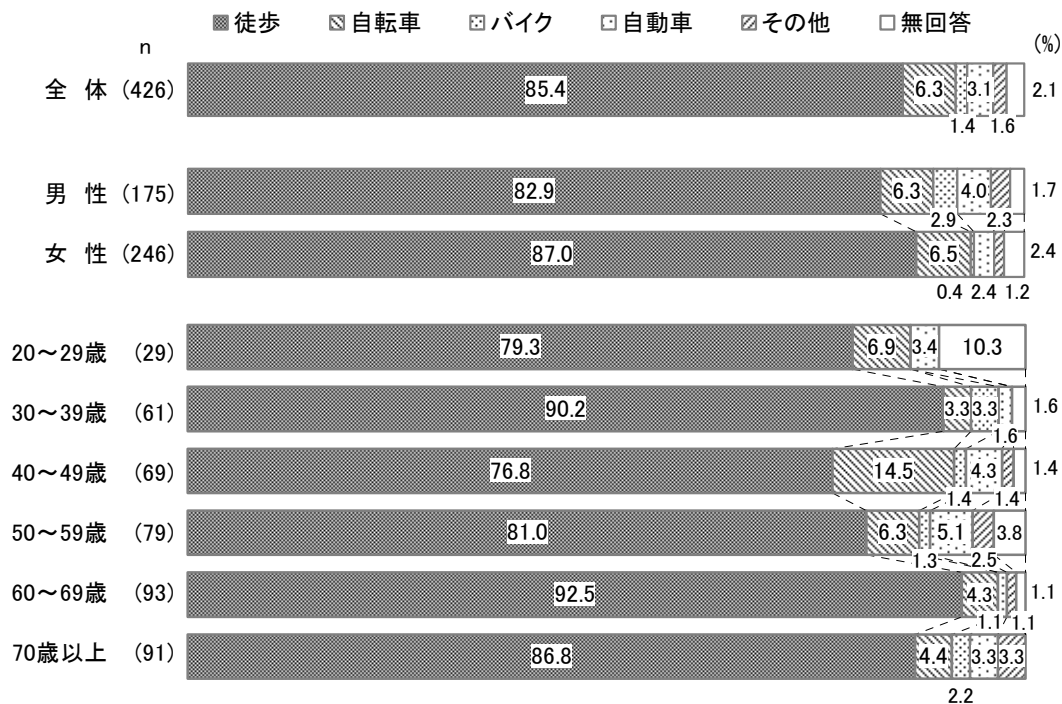 徒歩 自転車 バイク 自動車 その他 無回答
n (%)
全 体 (426) 85.4 6.3 3.1 2.1
1.4 1.6
男 性 (175) 82.9 6.3 4.0 1.7
2.9 2.3
女 性 (246) 87.0 6.5 2.4
0.4 2.4 1.2
20～29歳 (29) 79.3 6.9 3.4 10.3
30～39歳 (61) 90.2 3.3 3.3 1.6
1.6
40～49歳 (69) 76.8 14.5 4.3 1.4
1.4 1.4
50～59歳 (79) 81.0 6.3 5.1 3.8
1.3 2.5
60～69歳 (93) 92.5 4.3 1.1
1.1 1.1
70歳以上 (91) 86.8 4.4 3.3 3.3
2.2